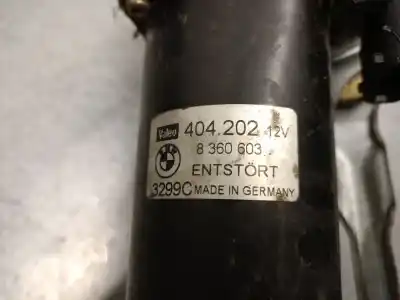 Valeo 404.202 12V
8 360 603
ENTSTÖRT
3299C MADE IN GERMANY